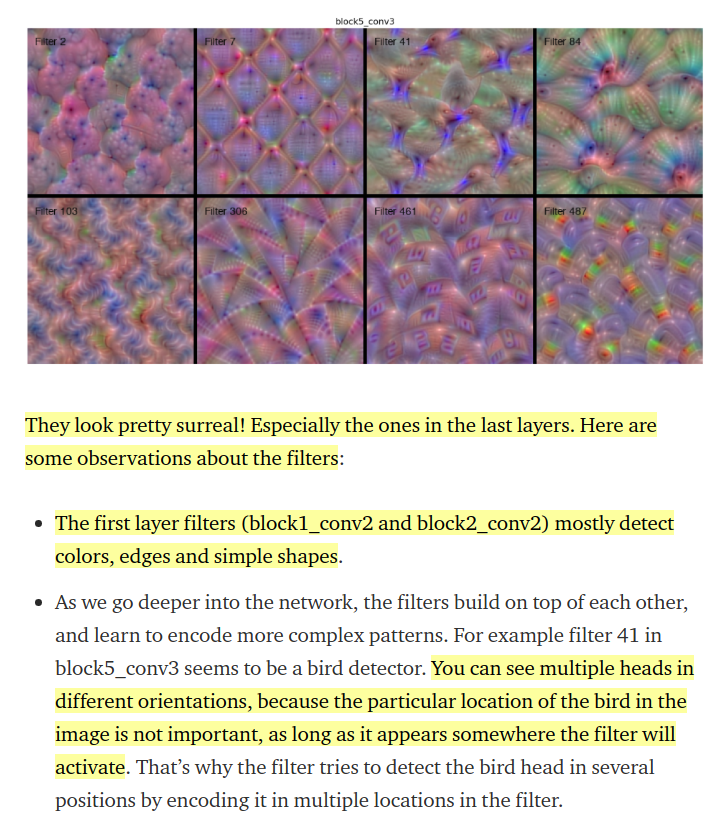 block5_conv3
Filter 2
Filter 7
Filter 41
Filter 84
Filter 103
Filter 306
Filter 461
Filter 487
They look pretty surreal! Especially the ones in the last layers. Here are
some observations about the filters:
• The first layer filters (block1_conv2 and block2_conv2) mostly detect
colors, edges and simple shapes.
• As we go deeper into the network, the filters build on top of each other,
and learn to encode more complex patterns. For example filter 41 in
block5_conv3 seems to be a bird detector. You can see multiple heads in
different orientations, because the particular location of the bird in the
image is not important, as long as it appears somewhere the filter will
activate. That’s why the filter tries to detect the bird head in several
positions by encoding it in multiple locations in the filter.